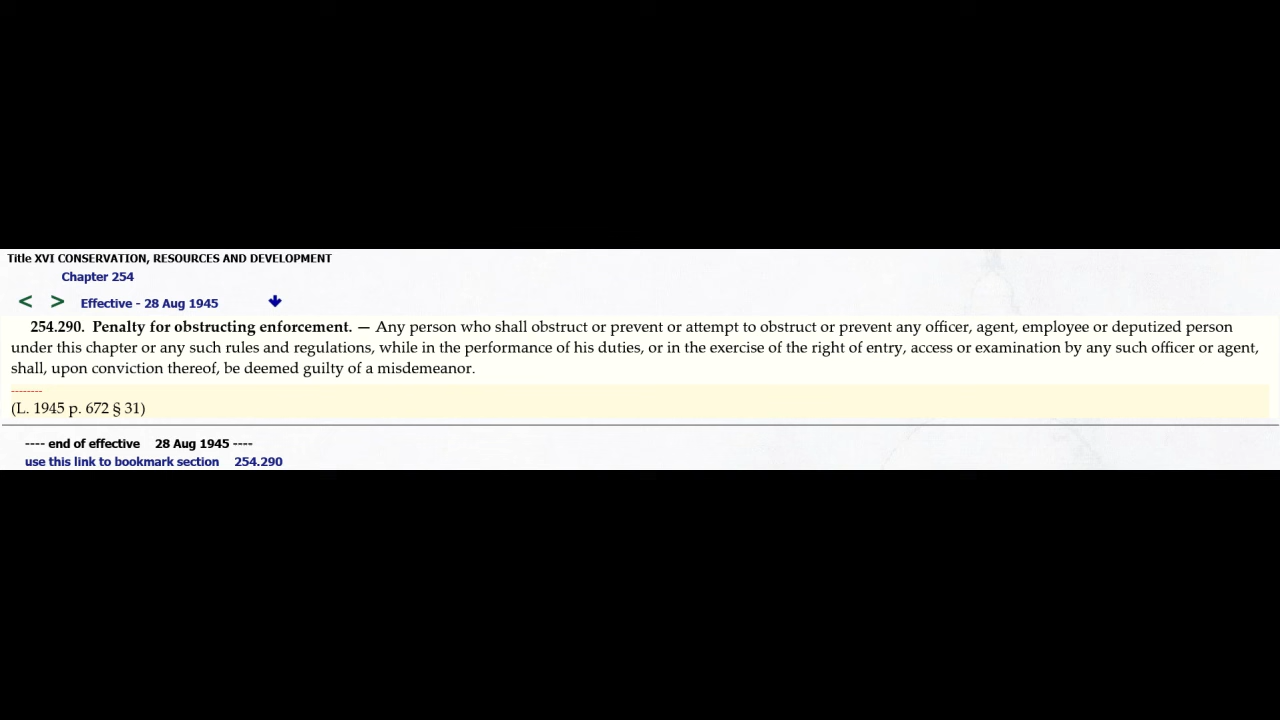 Title XVI CONSERVATION, RESOURCES AND DEVELOPMENT
Chapter 254
< > Effective - 28 Aug 1945
254.290. Penalty for obstructing enforcement. — Any person who shall obstruct or prevent or attempt to obstruct or prevent any officer, agent, employee or deputized person
under this chapter or any such rules and regulations, while in the performance of his duties, or in the exercise of the right of entry, access or examination by any such officer or agent,
shall, upon conviction thereof, be deemed guilty of a misdemeanor.
--------
(L. 1945 p. 672 § 31)
---- end of effective 28 Aug 1945 ----
use this link to bookmark section 254.290